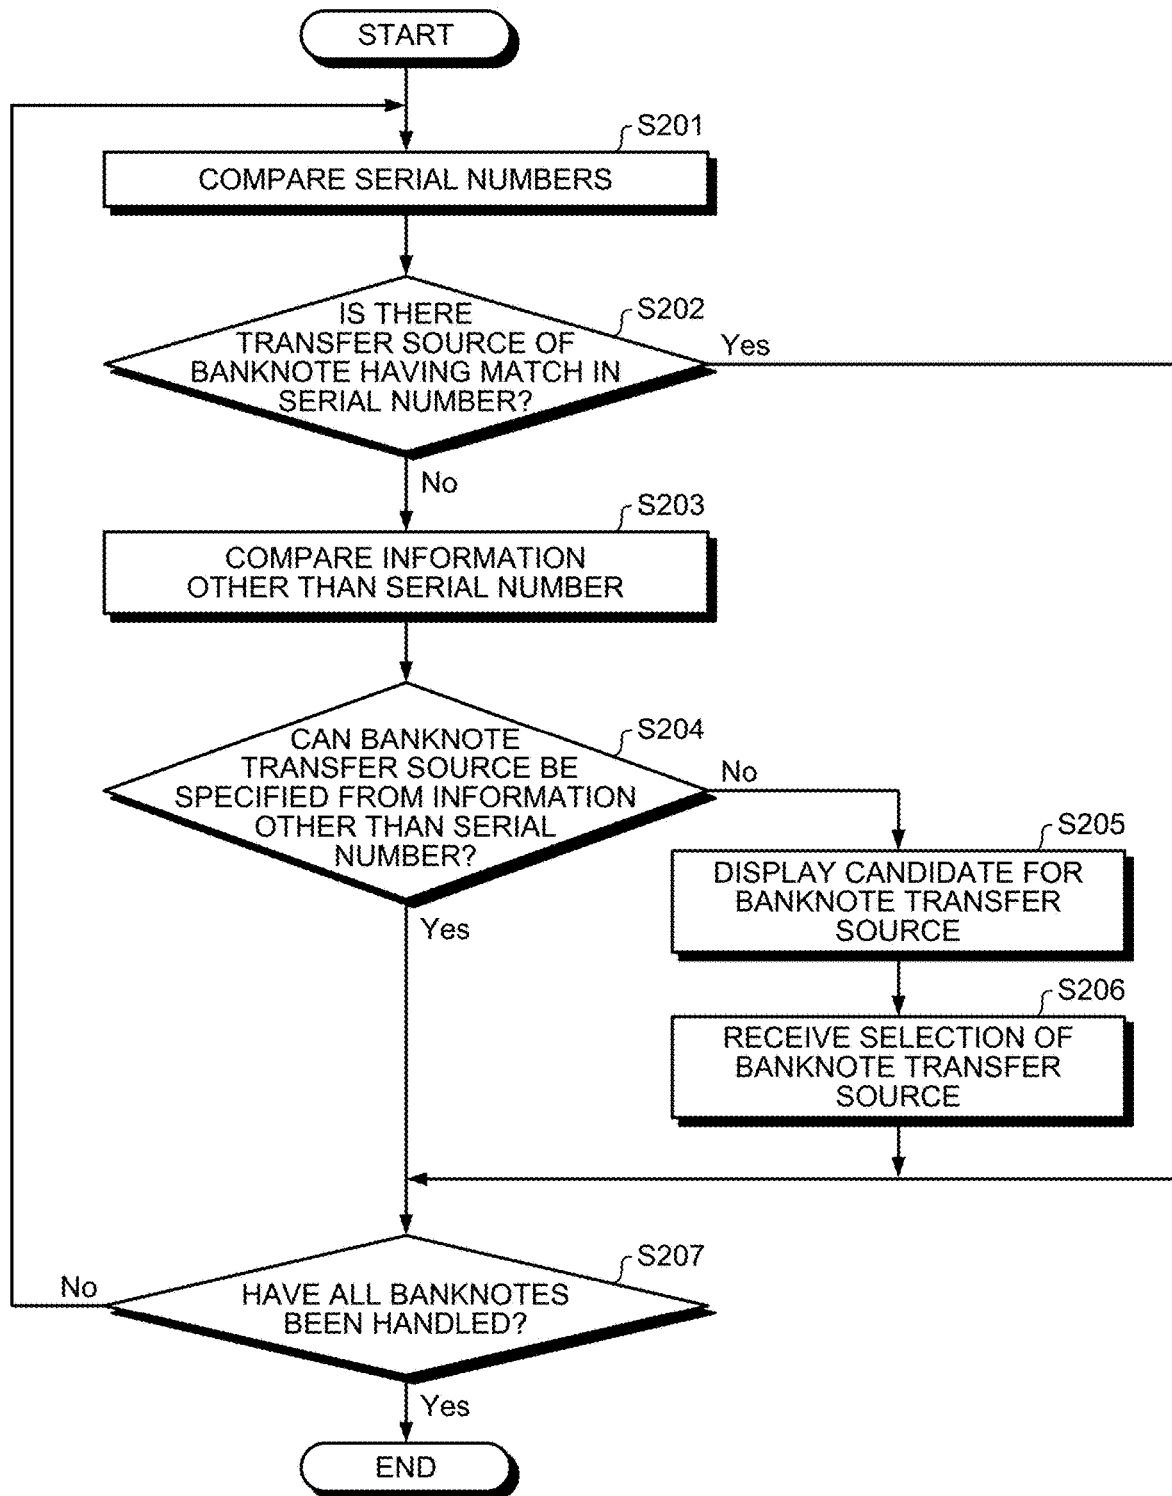 START
S201
COMPARE SERIAL NUMBERS
S202
IS THERE
TRANSFER SOURCE OF
BANKNOTE HAVING MATCH IN
SERIAL NUMBER?
Yes
No
S203
COMPARE INFORMATION
OTHER THAN SERIAL NUMBER
S204
CAN BANKNOTE
TRANSFER SOURCE BE
SPECIFIED FROM INFORMATION
OTHER THAN SERIAL
NUMBER?
No
Yes
S205
DISPLAY CANDIDATE FOR
BANKNOTE TRANSFER
SOURCE
S206
RECEIVE SELECTION OF
BANKNOTE TRANSFER
SOURCE
S207
HAVE ALL BANKNOTES
BEEN HANDLED?
No
Yes
END